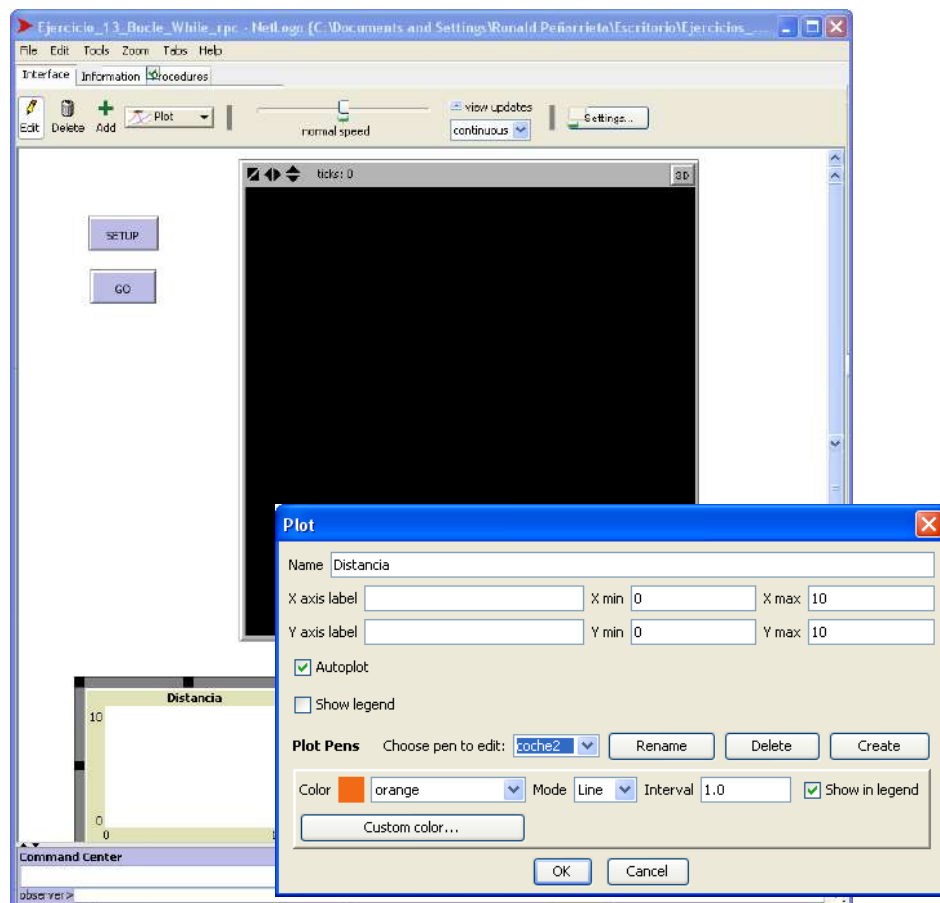 Ejercicio_13_Bucle_While_rpc - NetLogo {C:\Documents and Settings\Ronald Peñarrieta\Escritorio\Ejercicios_...
File Edit Tools Zoom Tabs Help
Interface Information Procedures
Edit Delete Add Plot normal speed view updates continuous Settings...
ticks: 0 3D
SETUP
GO
Plot
Name Distancia
X axis label X min 0 X max 10
Y axis label Y min 0 Y max 10
Autoplot
Show legend
Plot Pens Choose pen to edit: coche2 Rename Delete Create
Color orange Mode Line Interval 1.0 Show in legend
Custom color...
OK Cancel
Distancia
10
0
0 1
Command Center
observer>